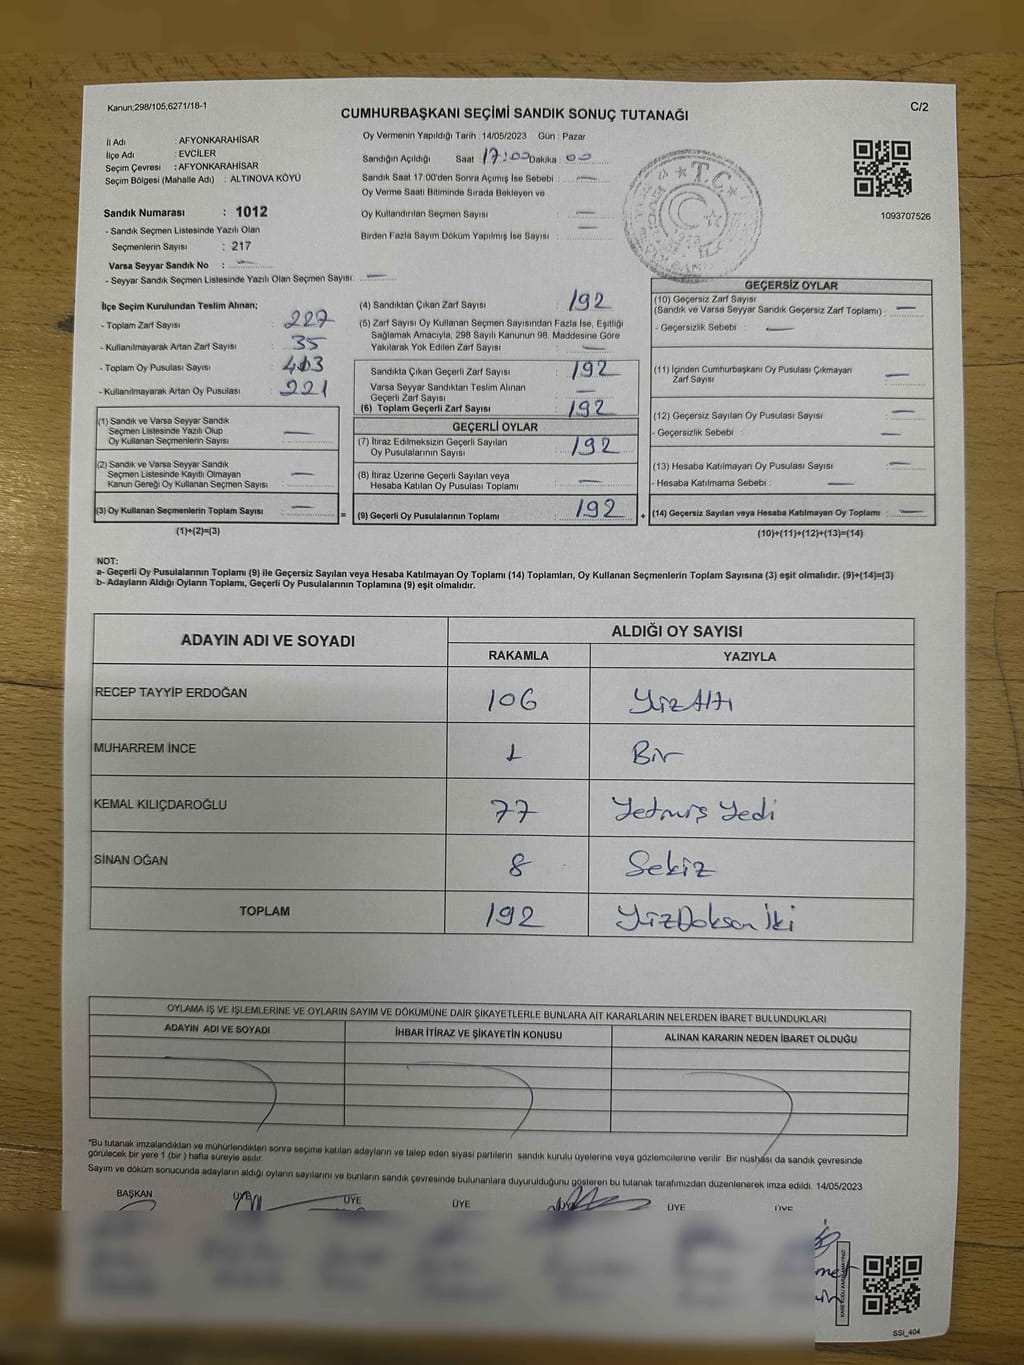 Kanun;298/105,6271/18-1
C/2
CUMHURBAŞKANI SEÇİMİ SANDIK SONUÇ TUTANAĞI
İl Adı : AFYONKARAHİSAR
İlçe Adı : EVCİLER
Seçim Çevresi : AFYONKARAHİSAR
Seçim Bölgesi (Mahalle Adı) : ALTINOVA KÖYÜ
Sandık Numarası : 1012
- Sandık Seçmen Listesinde Yazılı Olan
Seçmenlerin Sayısı : 217
Varsa Seyyar Sandık No : —
- Seyyar Sandık Seçmen Listesinde Yazılı Olan Seçmen Sayısı: —
Oy Vermenin Yapıldığı Tarih : 14/05/2023 Gün : Pazar
Sandığın Açıldığı Saat 17:00 Dakika : 00
Sandık Saat 17:00'den Sonra Açımış İse Sebebi : —
Oy Verme Saati Bitiminde Sırada Bekleyen ve
Oy Kullandırılan Seçmen Sayısı : —
Birden Fazla Sayım Döküm Yapılmış İse Sayısı : —
T.C.
1093707526
İlçe Seçim Kurulundan Teslim Alınan;
- Toplam Zarf Sayısı : 227
- Kullanılmayarak Artan Zarf Sayısı : 35
- Toplam Oy Pusulası Sayısı : 413
- Kullanılmayarak Artan Oy Pusulası : 221
(1) Sandık ve Varsa Seyyar Sandık
Seçmen Listesinde Yazılı Olup
Oy Kullanan Seçmenlerin Sayısı : —
(2) Sandık ve Varsa Seyyar Sandık
Seçmen Listesinde Kayıtlı Olmayan
Kanun Gereği Oy Kullanan Seçmen Sayısı : —
(3) Oy Kullanan Seçmenlerin Toplam Sayısı : —
(1)+(2)=(3)
=
(4) Sandıktan Çıkan Zarf Sayısı : 192
(5) Zarf Sayısı Oy Kullanan Seçmen Sayısından Fazla İse, Eşitliği
Sağlamak Amacıyla, 298 Sayılı Kanunun 98. Maddesine Göre
Yakılarak Yok Edilen Zarf Sayısı : —
Sandıkta Çıkan Geçerli Zarf Sayısı : 192
Varsa Seyyar Sandıktan Teslim Alınan
Geçerli Zarf Sayısı : —
(6) Toplam Geçerli Zarf Sayısı : 192
GEÇERLİ OYLAR
(7) İtiraz Edilmeksizin Geçerli Sayılan
Oy Pusulalarının Sayısı : 192
(8) İtiraz Üzerine Geçerli Sayılan veya
Hesaba Katılan Oy Pusulası Toplamı : —
(9) Geçerli Oy Pusulalarının Toplamı : 192
+
GEÇERSİZ OYLAR
(10) Geçersiz Zarf Sayısı
(Sandık ve Varsa Seyyar Sandık Geçersiz Zarf Toplamı) : —
- Geçersizlik Sebebi : —
(11) İçinden Cumhurbaşkanı Oy Pusulası Çıkmayan
Zarf Sayısı : —
(12) Geçersiz Sayılan Oy Pusulası Sayısı : —
- Geçersizlik Sebebi : —
(13) Hesaba Katılmayan Oy Pusulası Sayısı : —
- Hesaba Katılmama Sebebi : —
(14) Geçersiz Sayılan veya Hesaba Katılmayan Oy Toplamı : —
(10)+(11)+(12)+(13)=(14)
NOT:
a- Geçerli Oy Pusulalarının Toplamı (9) ile Geçersiz Sayılan veya Hesaba Katılmayan Oy Toplamı (14) Toplamları, Oy Kullanan Seçmenlerin Toplam Sayısına (3) eşit olmalıdır. (9)+(14)=(3)
b- Adayların Aldığı Oyların Toplamı, Geçerli Oy Pusulalarının Toplamına (9) eşit olmalıdır.
ADAYIN ADI VE SOYADI
ALDIĞI OY SAYISI
RAKAMLA YAZIYLA
RECEP TAYYİP ERDOĞAN 106 Yüz Altı
MUHARREM İNCE 1 Bir
KEMAL KILIÇDAROĞLU 77 Yetmiş Yedi
SİNAN OĞAN 8 Sekiz
TOPLAM 192 YüzDoksan İki
OYLAMA İŞ VE İŞLEMLERİNE VE OYLARIN SAYIM VE DÖKÜMÜNE DAİR ŞİKAYETLERLE BUNLARA AİT KARARLARIN NELERDEN İBARET BULUNDUKLARI
ADAYIN ADI VE SOYADI İHBAR İTİRAZ VE ŞİKAYETİN KONUSU ALINAN KARARIN NEDEN İBARET OLDUĞU
*Bu tutanak imzalandıktan ve mühürlendikten sonra seçime katılan adayların ve talep eden siyasi partilerin sandık kurulu üyelerine veya gözlemcilerine verilir. Bir nüshası da sandık çevresinde
görülecek bir yere 1 (bir) hafta süreyle asılır.
Sayım ve döküm sonucunda adayların aldığı oyların sayılarını ve bunların sandık çevresinde bulunanlara duyurulduğunu gösteren bu tutanak tarafımızdan düzenlenerek imza edildi. 14/05/2023
BAŞKAN ÜYE ÜYE ÜYE ÜYE ÜYE
SSI_404